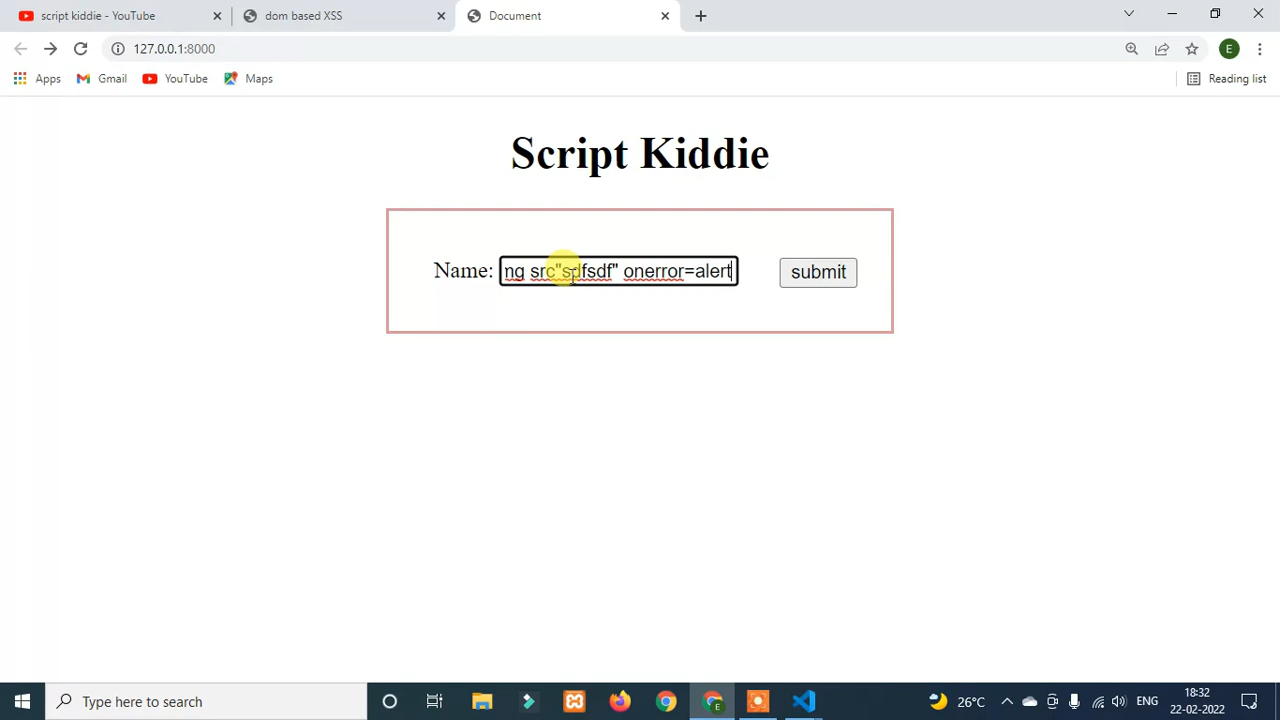 script kiddie - YouTube
dom based XSS
Document
127.0.0.1:8000
E
Apps
Gmail
YouTube
Maps
Reading list
Script Kiddie
Name:
ng src"sdfsdf" onerror=alert
submit
Type here to search
E
26°C
ENG
18:32
22-02-2022